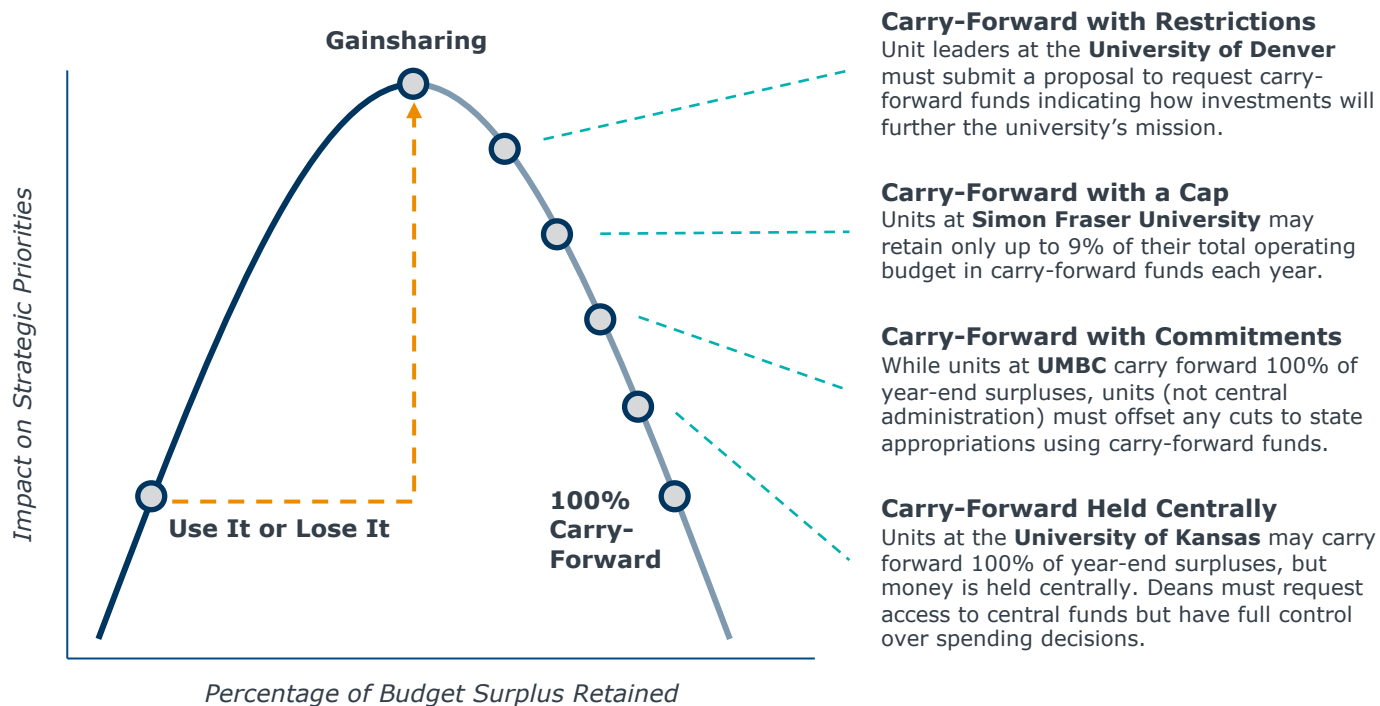 Gainsharing
Impact on Strategic Priorities
Use It or Lose It
100%
Carry-
Forward
Percentage of Budget Surplus Retained
Carry-Forward with Restrictions
Unit leaders at the University of Denver
must submit a proposal to request carry-
forward funds indicating how investments will
further the university’s mission.
Carry-Forward with a Cap
Units at Simon Fraser University may
retain only up to 9% of their total operating
budget in carry-forward funds each year.
Carry-Forward with Commitments
While units at UMBC carry forward 100% of
year-end surpluses, units (not central
administration) must offset any cuts to state
appropriations using carry-forward funds.
Carry-Forward Held Centrally
Units at the University of Kansas may carry
forward 100% of year-end surpluses, but
money is held centrally. Deans must request
access to central funds but have full control
over spending decisions.